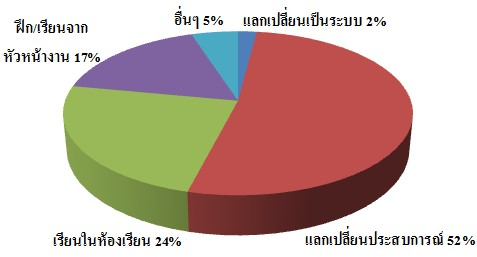 อื่นๆ 5%
แลกเปลี่ยนเป็นระบบ 2%
ฝึก/เรียนจาก
หัวหน้างาน 17%
เรียนในห้องเรียน 24%
แลกเปลี่ยนประสบการณ์ 52%